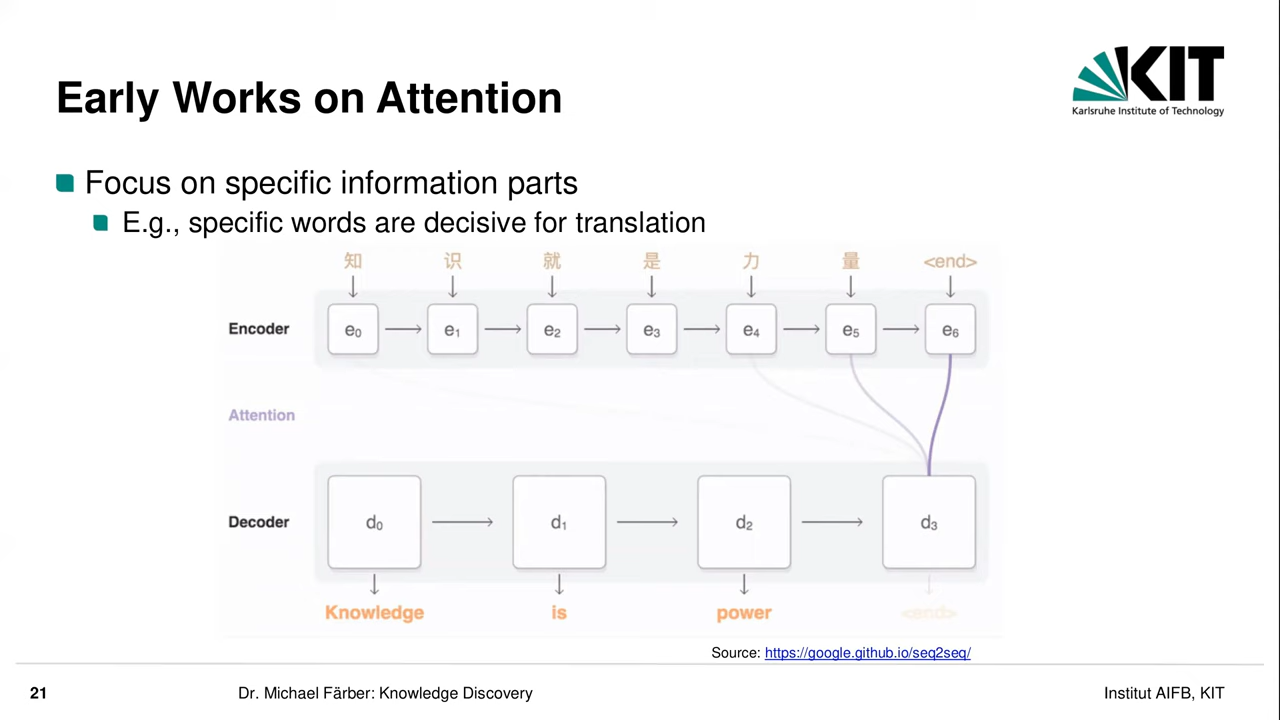 Early Works on Attention
KIT
Karlsruhe Institute of Technology
Focus on specific information parts
E.g., specific words are decisive for translation
知 识 就 是 力 量 <end>
Encoder e0 e1 e2 e3 e4 e5 e6
Attention
Decoder d0 d1 d2 d3
Knowledge is power <end>
Source: https://google.github.io/seq2seq/
21 Dr. Michael Färber: Knowledge Discovery Institut AIFB, KIT